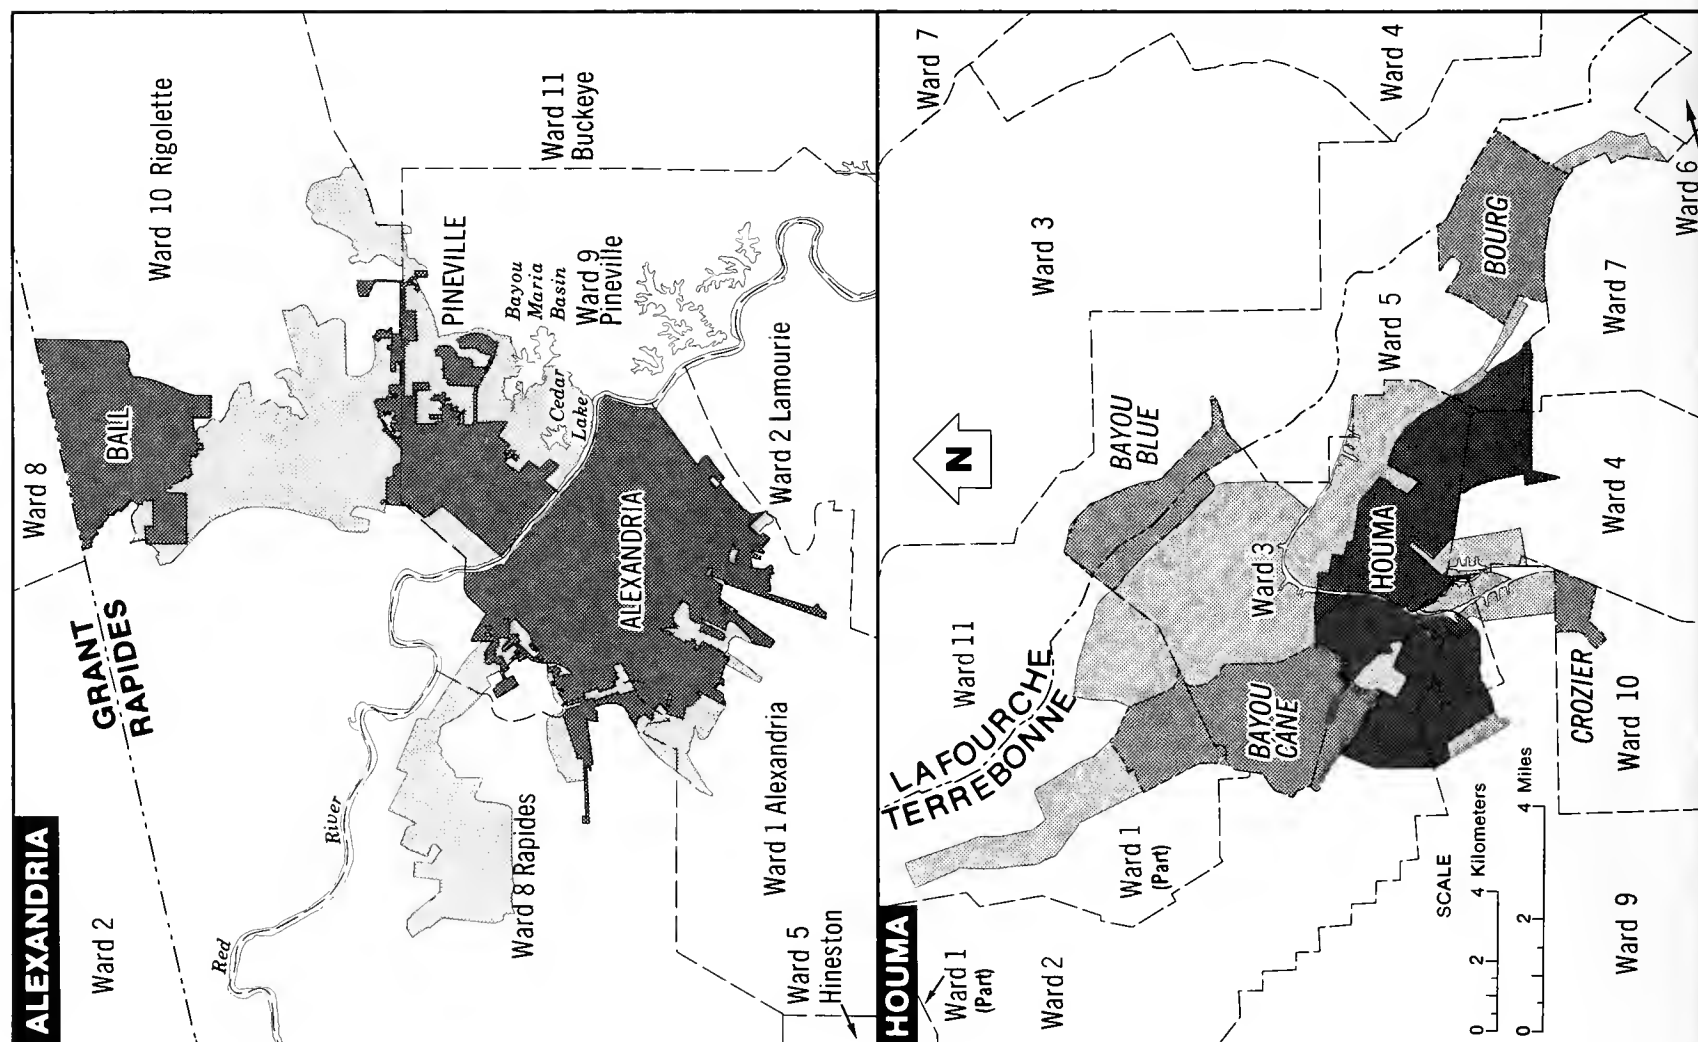 ALEXANDRIA
Ward 2
Ward 8
GRANT
RAPIDES
BALL
Ward 10 Rigolette
Ward 11
Buckeye
PINEVILLE
Bayou
Maria
Basin
Ward 9
Pineville
Cedar
Lake
Red
River
ALEXANDRIA
Ward 8 Rapides
Ward 1 Alexandria
Ward 2 Lamourie
Ward 5
Hineston
HOUMA
Ward 1
(Part)
Ward 2
Ward 11
LAFOURCHE
TERREBONNE
Ward 7
Ward 3
Ward 4
N
BAYOU
BLUE
Ward 5
BOURG
Ward 6
Ward 7
Ward 3
HOUMA
BAYOU
CANE
Ward 1
(Part)
Ward 4
CROZIER
Ward 10
Ward 9
SCALE
0 2 4 Kilometers
0 2 4 Miles